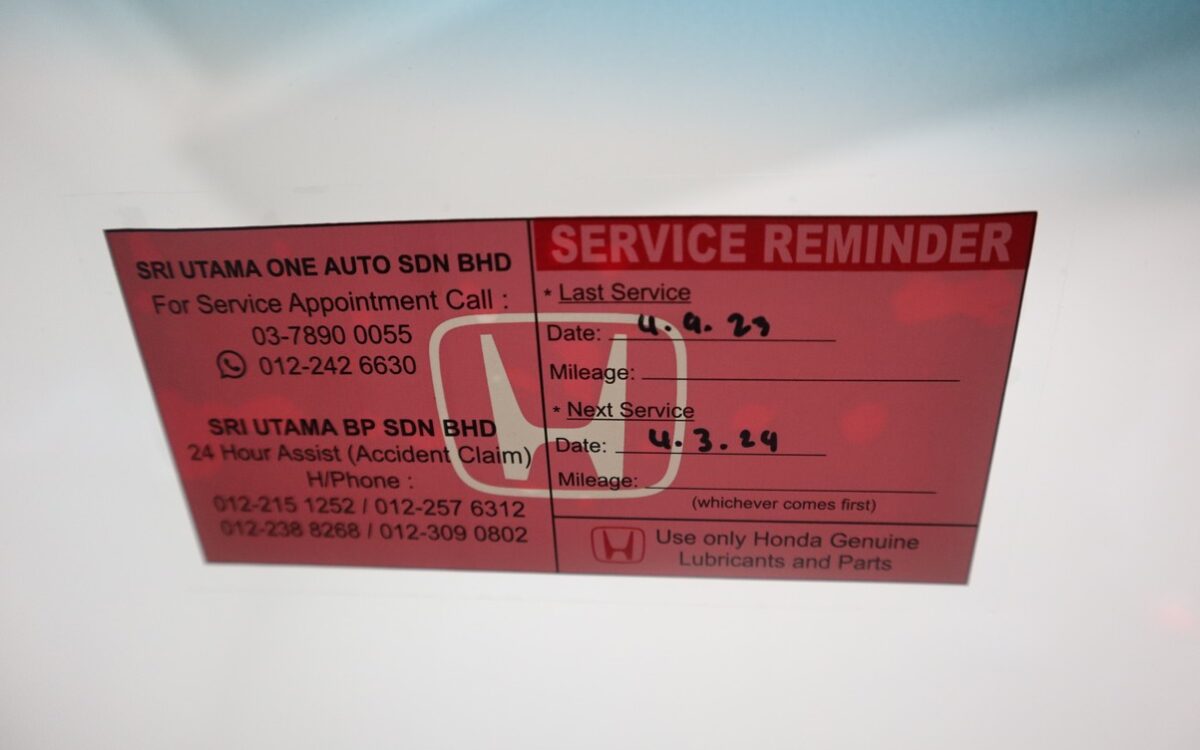 SRI UTAMA ONE AUTO SDN BHD
For Service Appointment Call :
03-7890 0055
012-242 6630
SRI UTAMA BP SDN BHD
24 Hour Assist (Accident Claim)
H/Phone :
012-215 1252 / 012-257 6312
012-238 8268 / 012-309 0802
SERVICE REMINDER
* Last Service
Date: 4.9.23
Mileage:
* Next Service
Date: 4.3.24
Mileage:
(whichever comes first)
Use only Honda Genuine
Lubricants and Parts